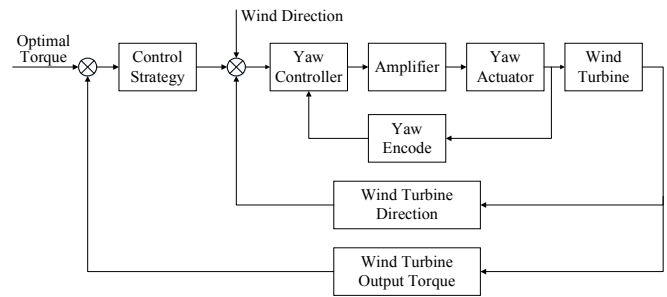 Wind Direction
Optimal
Torque
Control
Strategy
Yaw
Controller
Amplifier
Yaw
Actuator
Wind
Turbine
Yaw
Encode
Wind Turbine
Direction
Wind Turbine
Output Torque